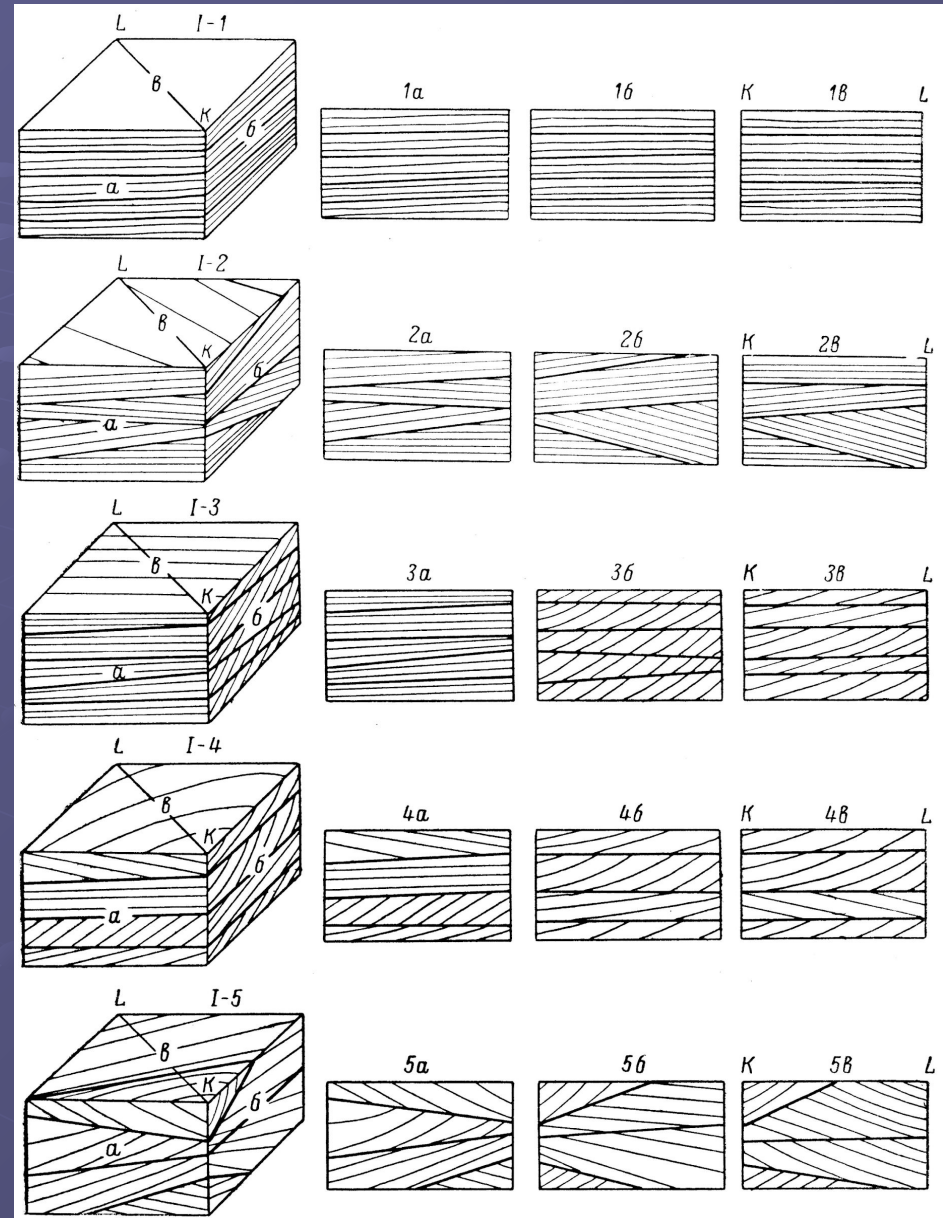 L I-1
в
К
а
б
1а 1б К 1в L
L I-2
в
К
а
б
2а 2б К 2в L
L I-3
в
К
а
б
3а 3б К 3в L
L I-4
в
К
а
б
4а 4б К 4в L
L I-5
в
К
а
б
5а 5б К 5в L